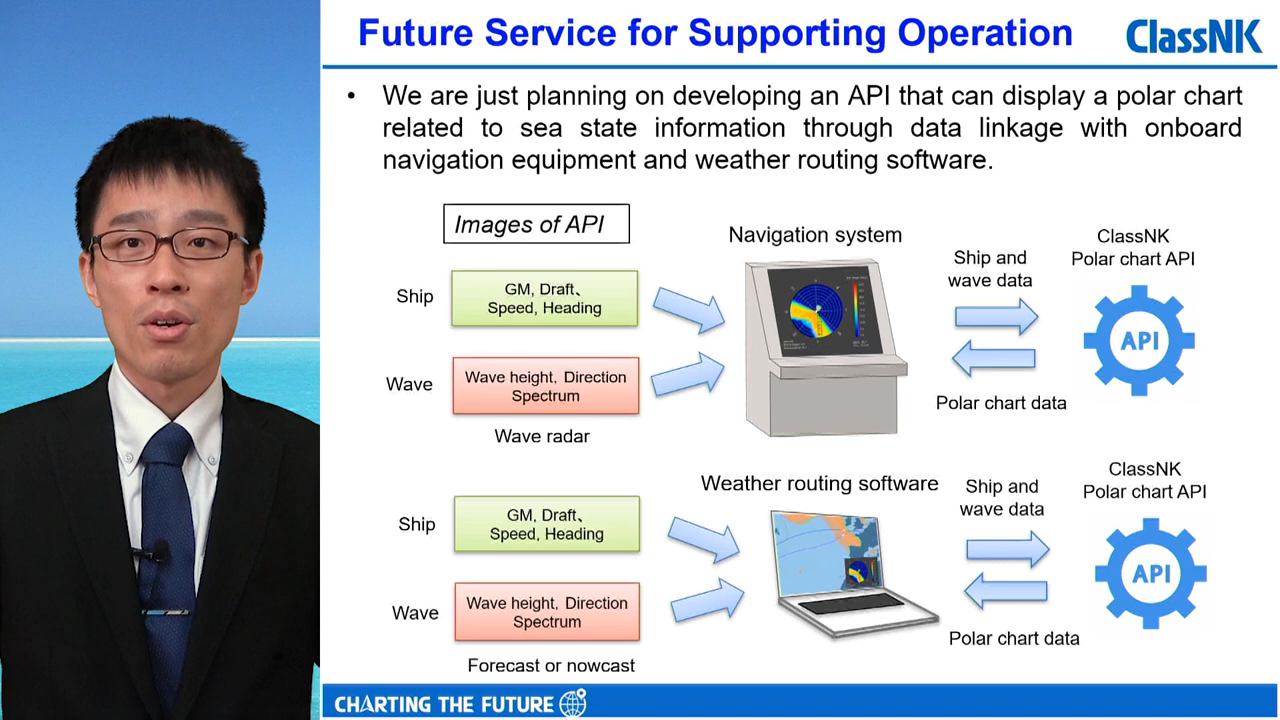 Future Service for Supporting Operation
ClassNK
• We are just planning on developing an API that can display a polar chart
related to sea state information through data linkage with onboard
navigation equipment and weather routing software.
Images of API
Navigation system
Ship
GM, Draft、
Speed, Heading
Wave
Wave height, Direction
Spectrum
Wave radar
Ship and
wave data
Polar chart data
ClassNK
Polar chart API
API
Weather routing software
Ship
GM, Draft、
Speed, Heading
Wave
Wave height, Direction
Spectrum
Forecast or nowcast
Ship and
wave data
Polar chart data
ClassNK
Polar chart API
API
CHARTING THE FUTURE